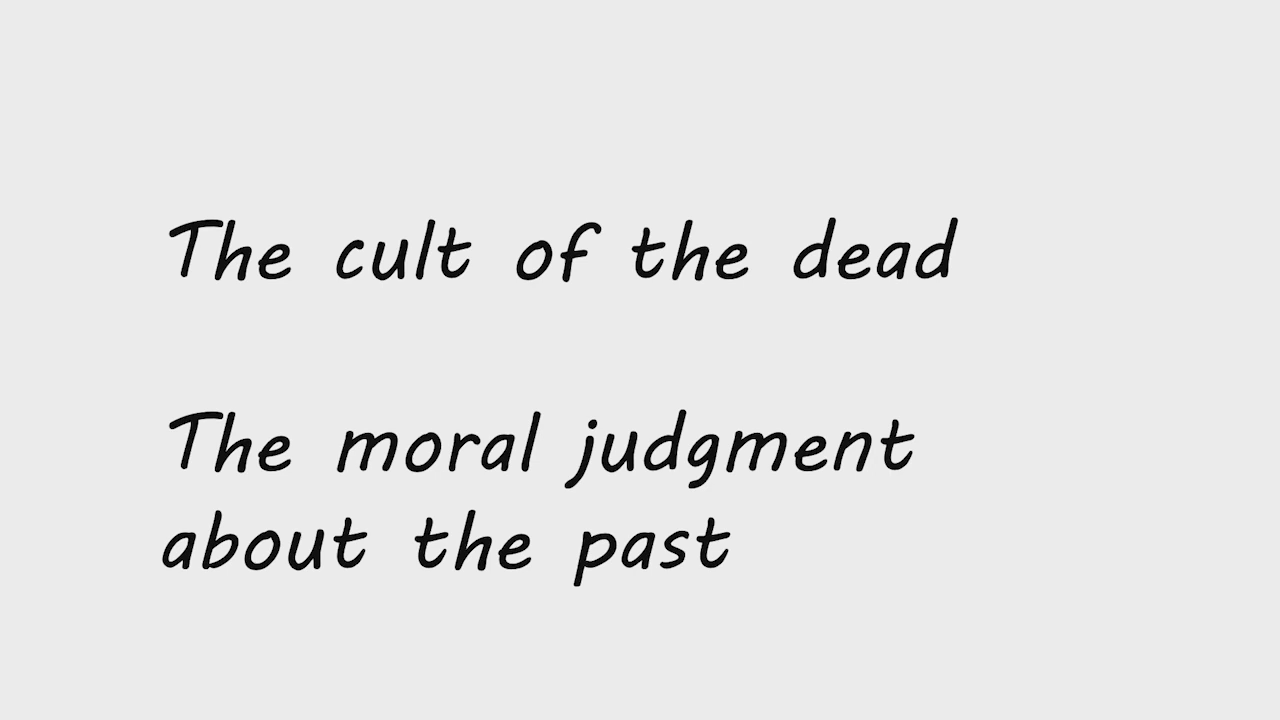 The cult of the dead
The moral judgment
about the past